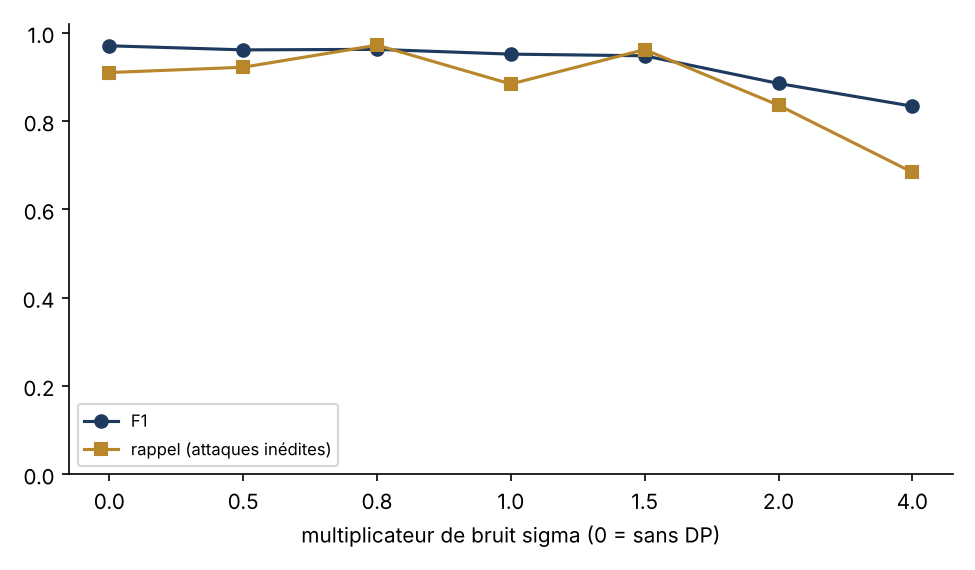 1.0
0.8
0.6
0.4
0.2
0.0
F1
rappel (attaques inédites)
0.0 0.5 0.8 1.0 1.5 2.0 4.0
multiplicateur de bruit sigma (0 = sans DP)